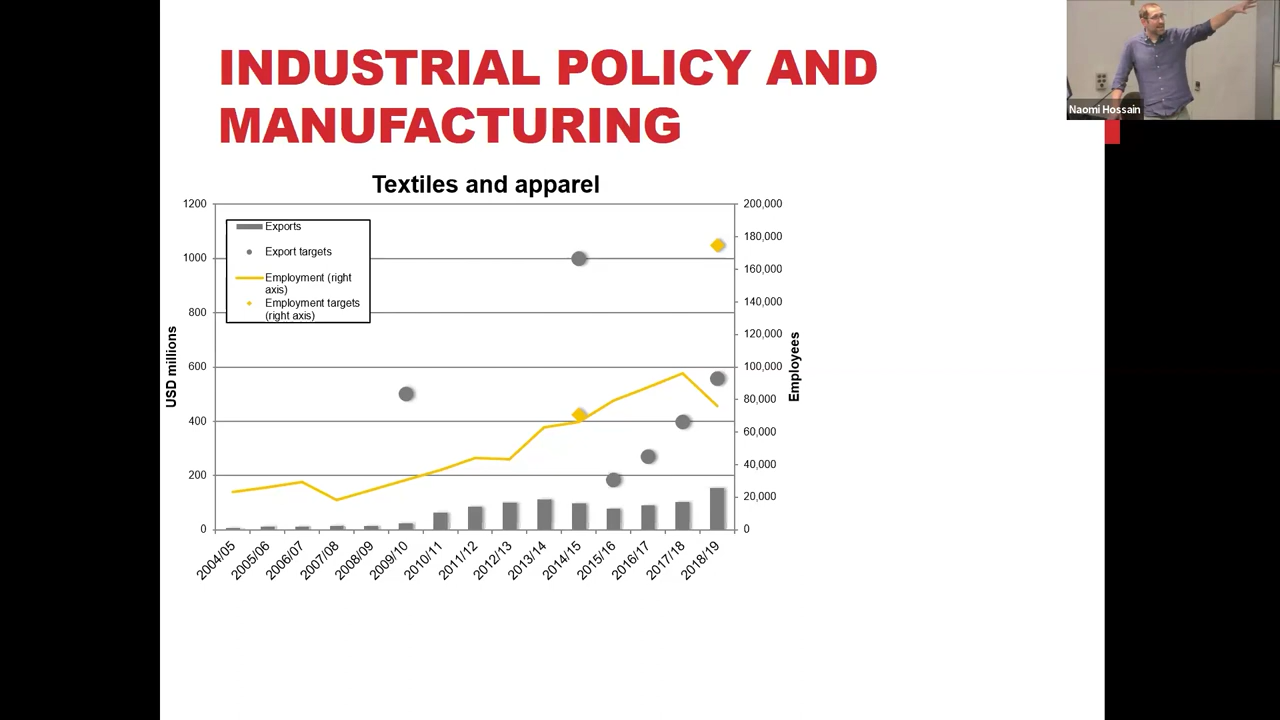 INDUSTRIAL POLICY AND
MANUFACTURING
Naomi Hossain
Textiles and apparel
1200
1000
800
600
400
200
0
USD millions
Exports
Export targets
Employment (right
axis)
Employment targets
(right axis)
200,000
180,000
160,000
140,000
120,000
100,000
80,000
60,000
40,000
20,000
0
Employees
2004/05
2005/06
2006/07
2007/08
2008/09
2009/10
2010/11
2011/12
2012/13
2013/14
2014/15
2015/16
2016/17
2017/18
2018/19